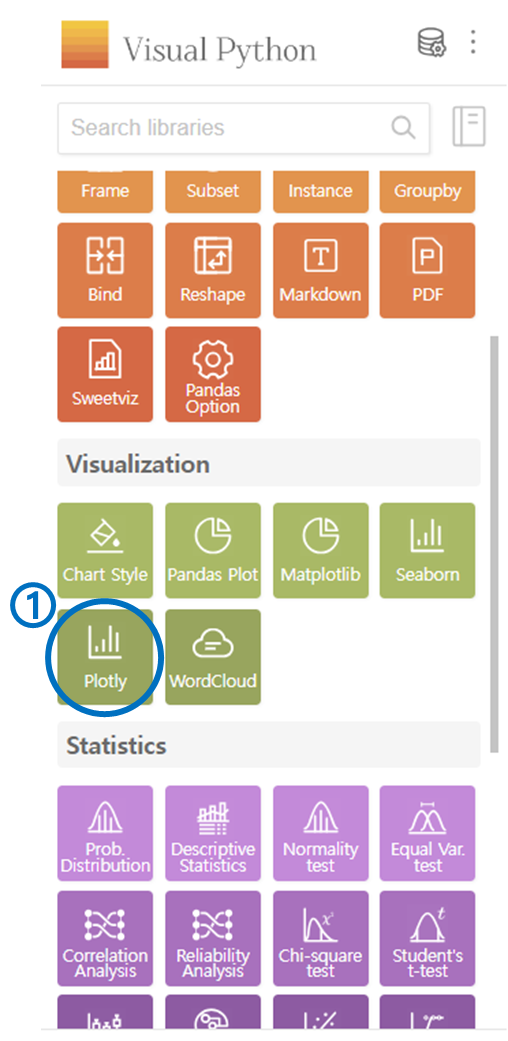 Visual Python
Search libraries
Frame Subset Instance Groupby
Bind Reshape Markdown PDF
Sweetviz Pandas
Option
Visualization
Chart Style Pandas Plot Matplotlib Seaborn
1
Plotly WordCloud
Statistics
Prob.
Distribution
Descriptive
Statistics
Normality
test
Equal Var.
test
Correlation
Analysis
Reliability
Analysis
Chi-square
test
Student's
t-test